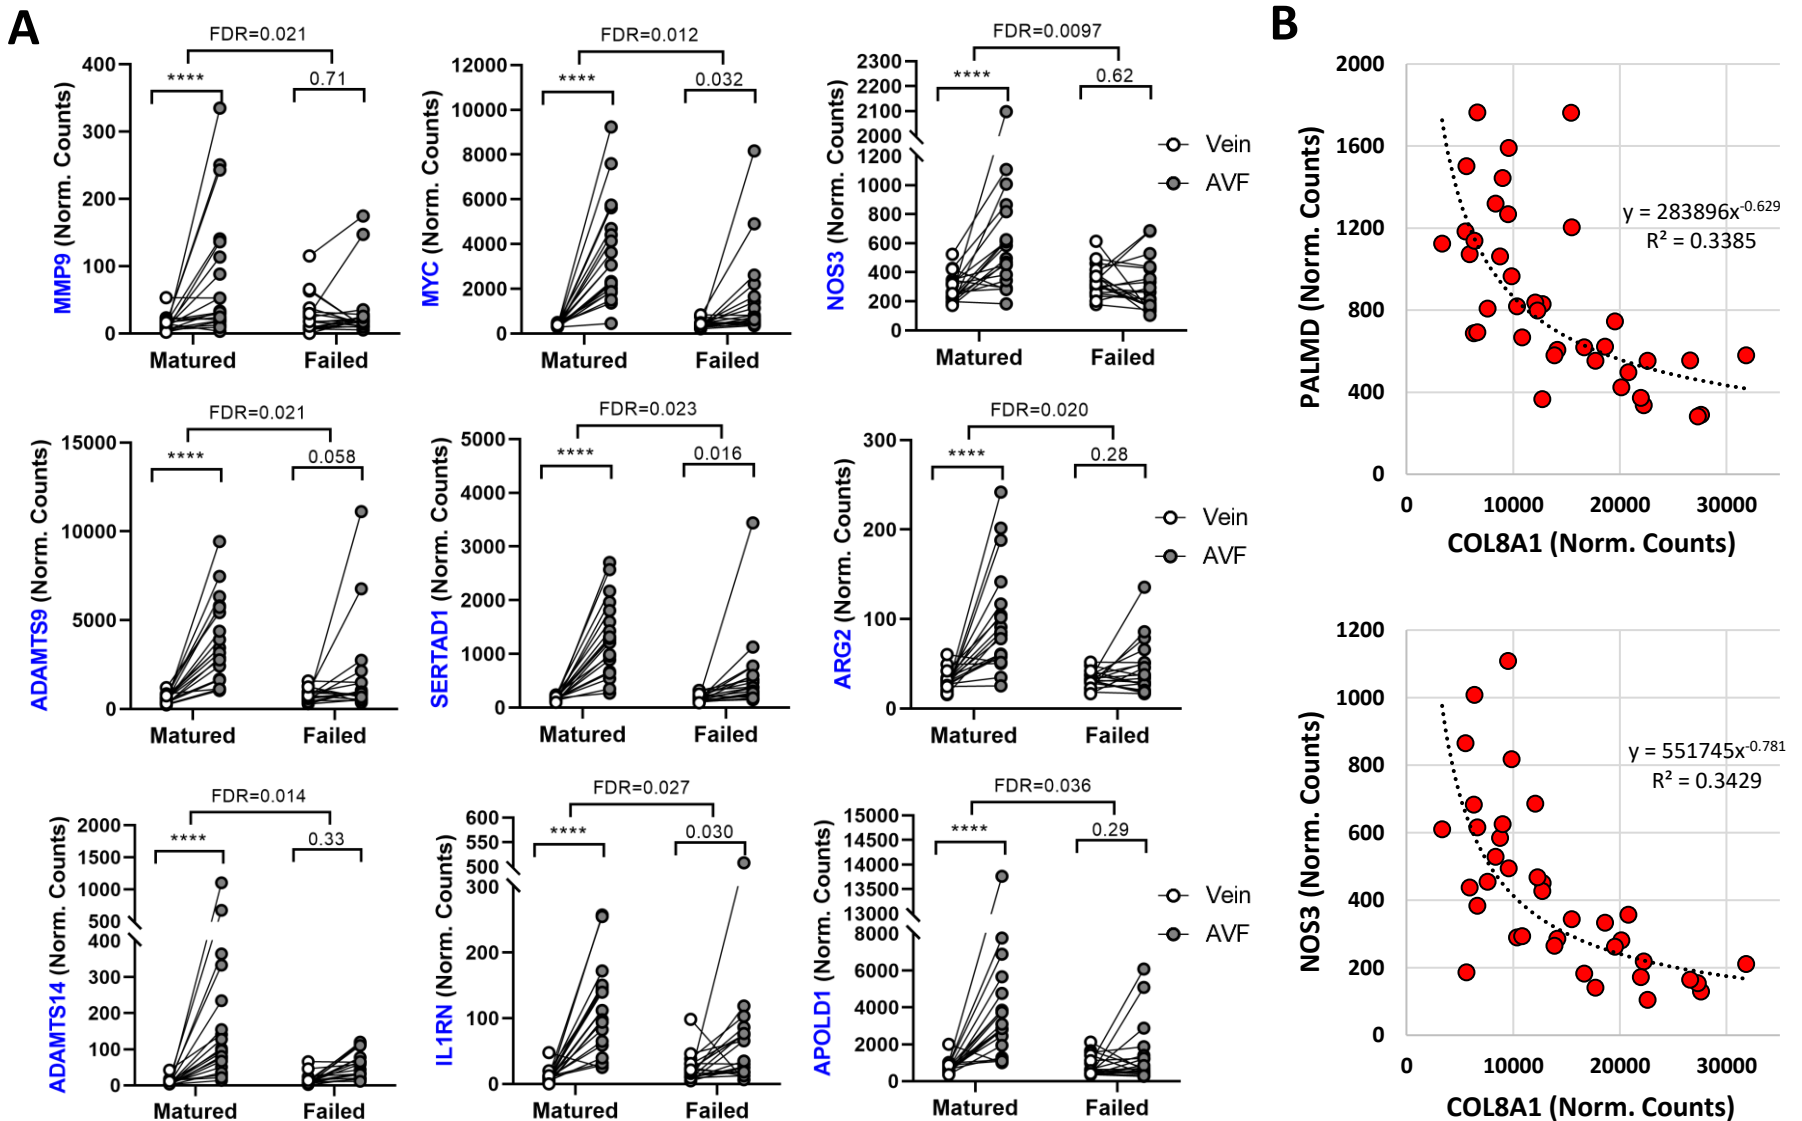 A
FDR=0.021
****
0.71
MMP9 (Norm. Counts)
400
300
200
100
0
Matured
Failed
FDR=0.012
****
0.032
MYC (Norm. Counts)
12000
10000
8000
6000
4000
2000
0
Matured
Failed
FDR=0.0097
****
0.62
NOS3 (Norm. Counts)
2300
2200
2100
2000
1200
1000
800
600
400
200
0
Matured
Failed
Vein
AVF
FDR=0.021
****
0.058
ADAMTS9 (Norm. Counts)
15000
10000
5000
0
Matured
Failed
FDR=0.023
****
0.016
SERTAD1 (Norm. Counts)
5000
4000
3000
2000
1000
0
Matured
Failed
FDR=0.020
****
0.28
ARG2 (Norm. Counts)
300
200
100
0
Matured
Failed
Vein
AVF
FDR=0.014
****
0.33
ADAMTS14 (Norm. Counts)
2000
1500
1000
500
400
300
200
100
0
Matured
Failed
FDR=0.027
****
0.030
IL1RN (Norm. Counts)
600
550
500
300
200
100
0
Matured
Failed
FDR=0.036
****
0.29
APOLD1 (Norm. Counts)
15000
14500
14000
13500
13000
8000
6000
4000
2000
0
Matured
Failed
Vein
AVF
B
PALMD (Norm. Counts)
2000
1600
1200
800
400
0
y = 283896x-0.629
R² = 0.3385
0 10000 20000 30000
COL8A1 (Norm. Counts)
NOS3 (Norm. Counts)
1200
1000
800
600
400
200
0
y = 551745x-0.781
R² = 0.3429
0 10000 20000 30000
COL8A1 (Norm. Counts)